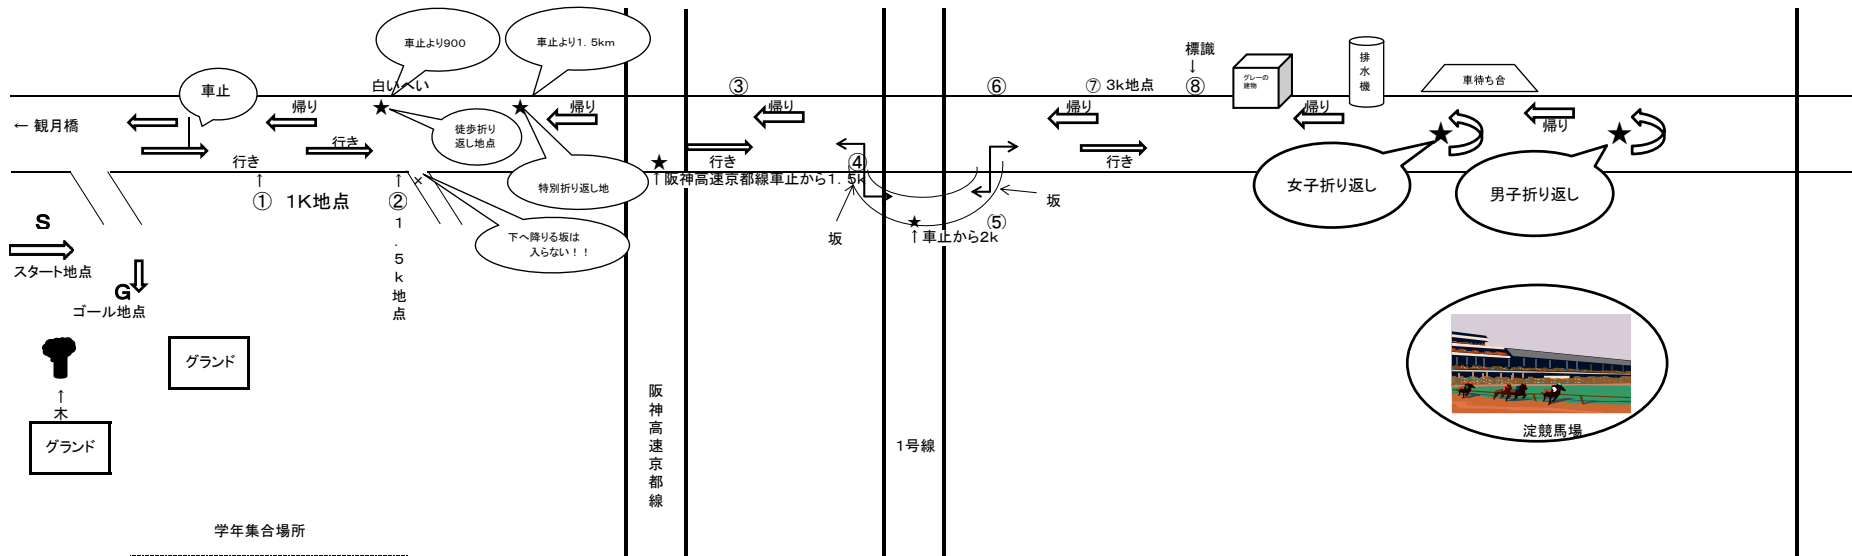 車止より900
車止より1.5km
標識
↓
白いへい
③
⑥
⑦ 3k地点
⑧
グレーの
建物
排水機
車待ち合
車止
帰り
帰り
帰り
帰り
帰り
帰り
← 観月橋
徒歩折り
返し地点
行き
行き
行き
行き
④
↑阪神高速京都線車止から1.5k
特別折り返し地
女子折り返し
男子折り返し
↑
① 1K地点
↑
②
1.5k地点
×
坂
坂
⑤
↑車止から2k
下へ降りる坂は
入らない!!
S
スタート地点
G
ゴール地点
グランド
↑
木
グランド
阪神高速京都線
1号線
淀競馬場
学年集合場所